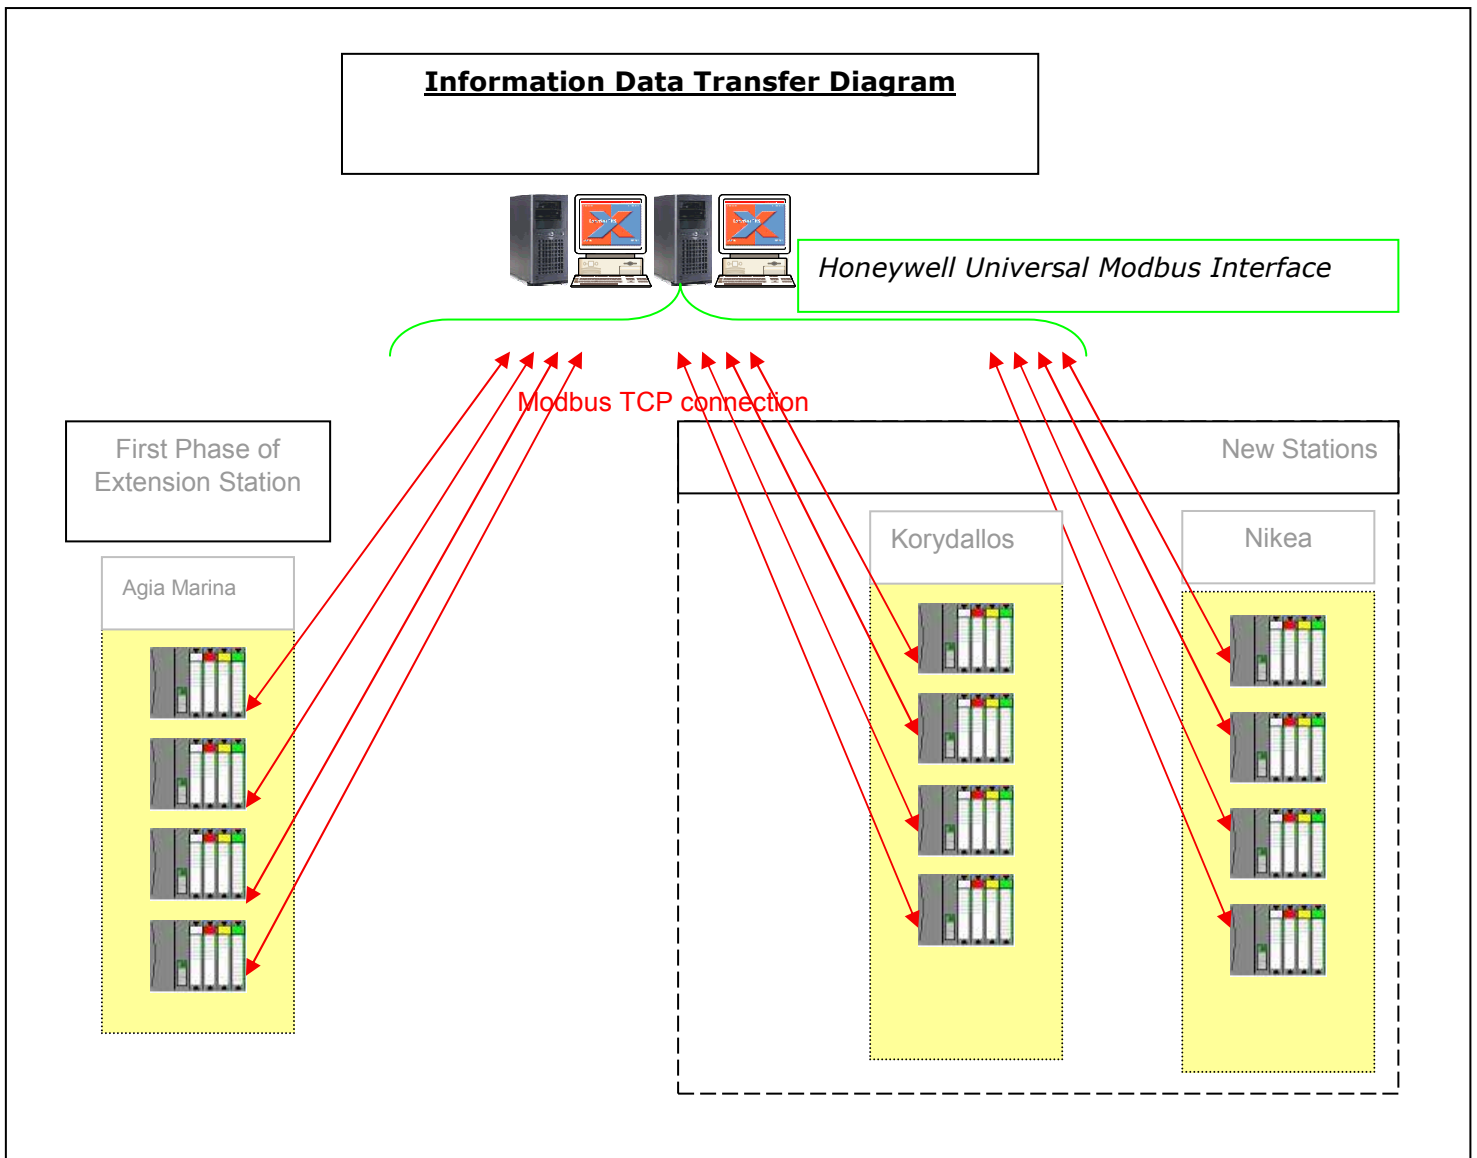 Information Data Transfer Diagram
Honeywell Universal Modbus Interface
Modbus TCP connection
First Phase of
Extension Station
New Stations
Korydallos
Nikea
Agia Marina